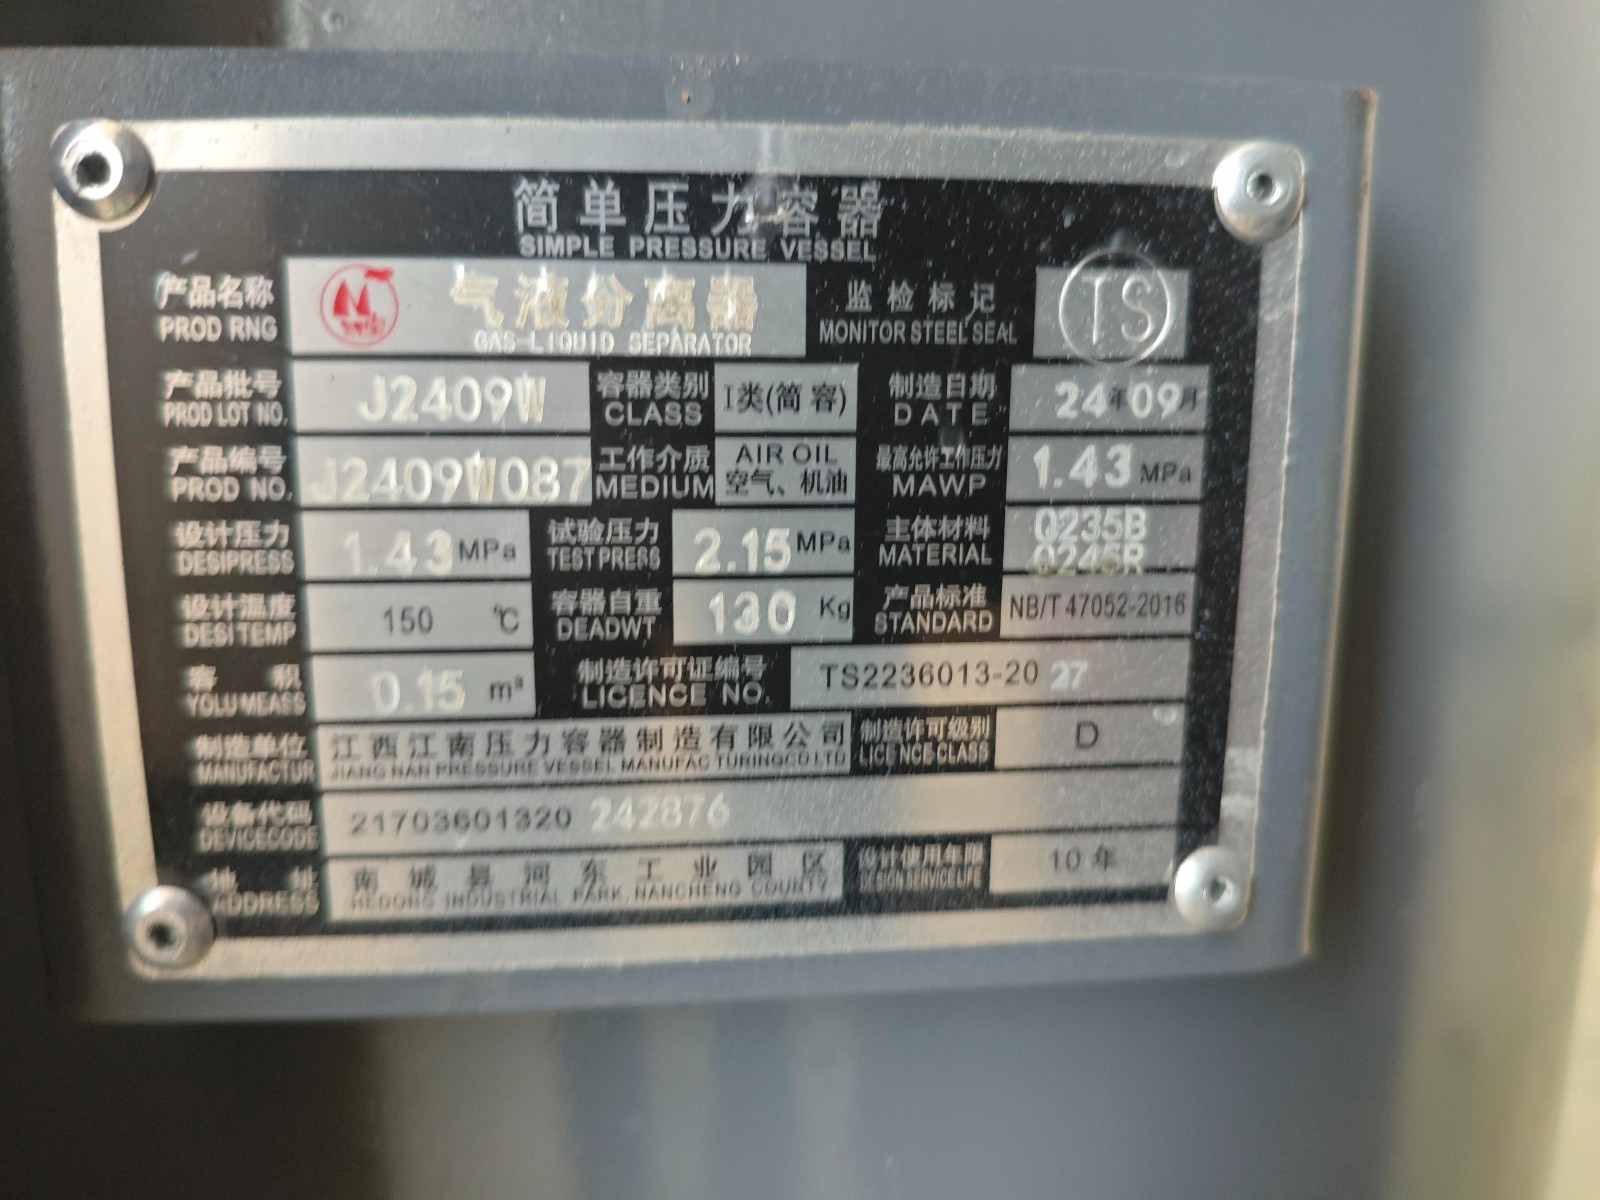 简单压力容器
SIMPLE PRESSURE VESSEL
产品名称 气液分离器 监检标记 TS
PROD RNG GAS-LIQUID SEPARATOR MONITOR STEEL SEAL
产品批号 J2409W 容器类别 I类(简容) 制造日期 24年09月
PROD LOT NO. CLASS DATE
产品编号 J2409W087 工作介质 AIR OIL 最高允许工作压力 1.43 MPa
PROD NO. MEDIUM 空气、机油 MAWP
设计压力 1.43 MPa 试验压力 2.15 MPa 主体材料 Q235B
DESIPRESS TEST PRESS MATERIAL Q245R
设计温度 150 ℃ 容器自重 130 Kg 产品标准 NB/T 47052-2016
DESITEMP DEADWT STANDARD
容积 0.15 m³ 制造许可证编号 TS2236013-2027
YOLUMEASS LICENCE NO.
制造单位 江西江南压力容器制造有限公司 制造许可级别 D
MANUFACTUR JIANG NAN PRESSURE VESSEL MANUFAC TURINGCD LTD LICENCE CLASS
设备代码 21703601320 242876
DEVICECODE
地址 南城县河东工业园区 设计使用年限 10年
ADDRESS HEDONG INDUSTRIAL PARK, NANCHENG COUNTY DESIGN SERVICE LIFE